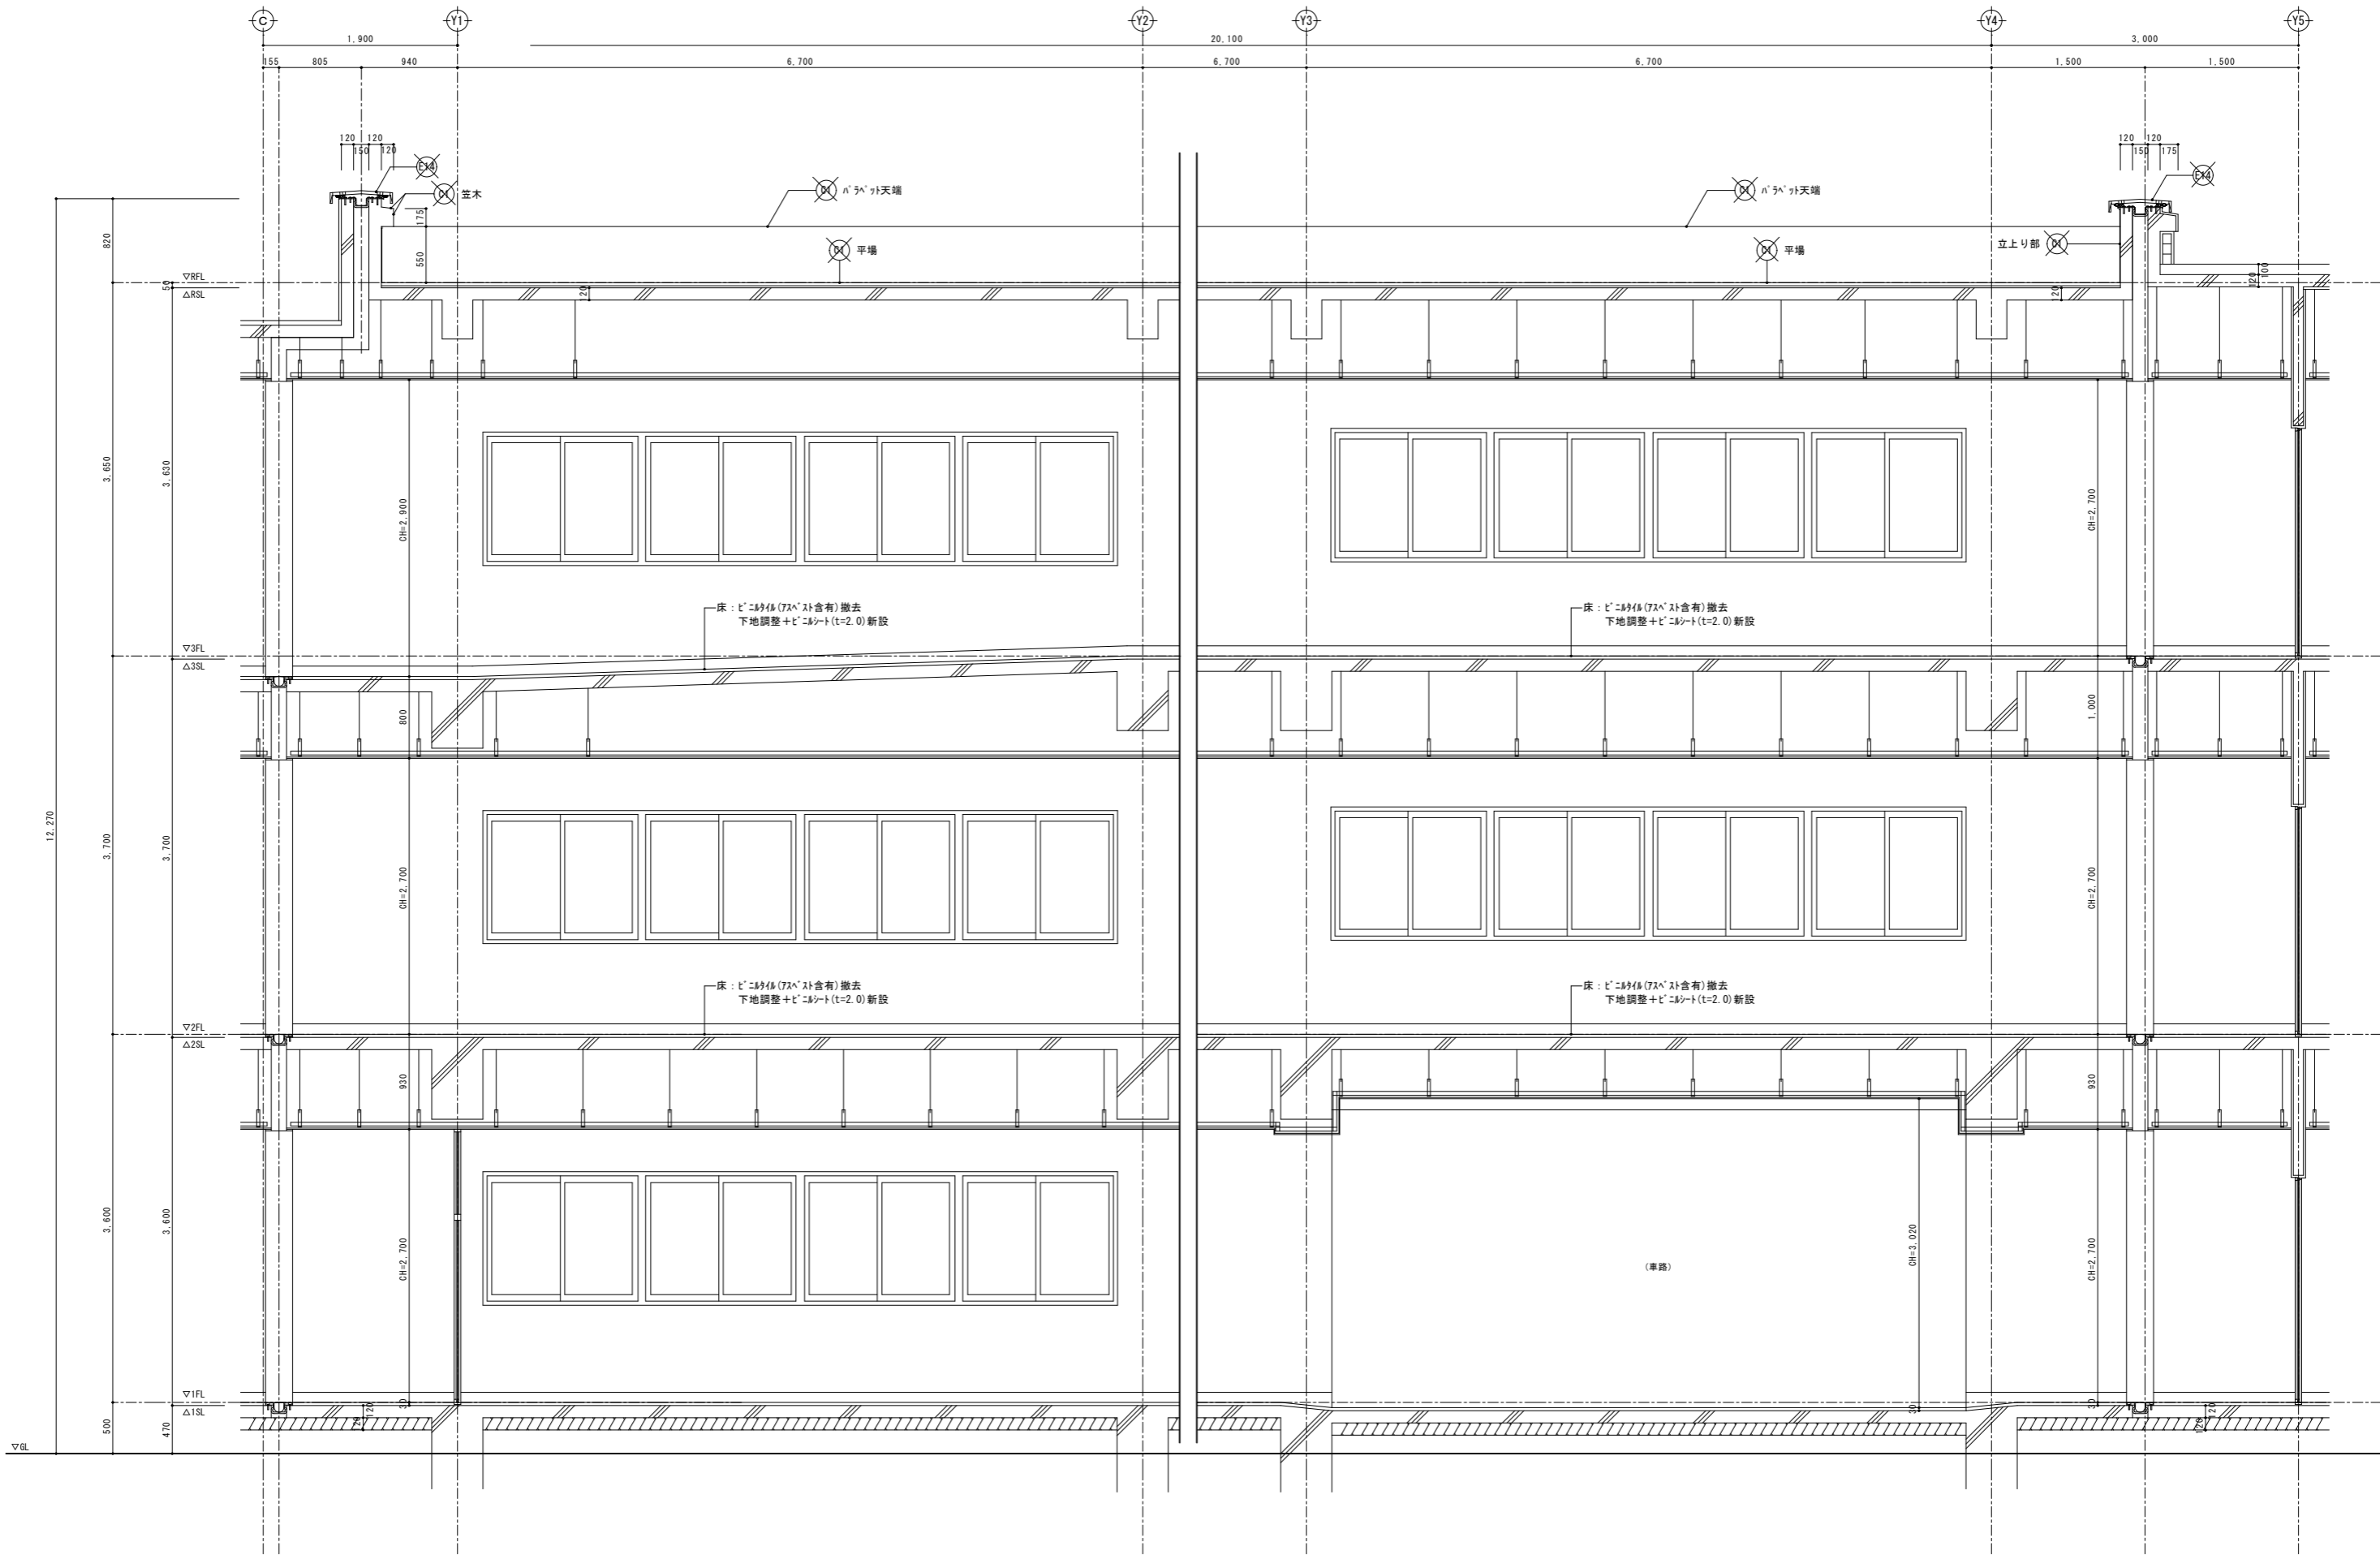 C
Y1
Y2
Y3
Y4
Y5
1,900
20,100
3,000
155
805
940
6,700
6,700
6,700
1,500
1,500
120
120
150
120
120
120
150
175
E14
E14
01
笠木
01
パラペット天端
01
パラペット天端
175
550
01
平場
01
平場
立上り部
01
100
120
820
50
▽RFL
△RSL
120
120
3,650
3,630
CH=2,900
CH=2,700
床：ビニルタイル(アスベスト含有)撤去
下地調整＋ビニルシート(t=2.0)新設
床：ビニルタイル(アスベスト含有)撤去
下地調整＋ビニルシート(t=2.0)新設
▽3FL
△3SL
800
1,000
12,270
3,700
3,700
CH=2,700
CH=2,700
床：ビニルタイル(アスベスト含有)撤去
下地調整＋ビニルシート(t=2.0)新設
床：ビニルタイル(アスベスト含有)撤去
下地調整＋ビニルシート(t=2.0)新設
▽2FL
△2SL
930
930
3,600
3,600
CH=2,700
CH=3,020
CH=2,700
(車路)
▽1FL
△1SL
30
30
30
120
120
120
120
500
470
▽GL